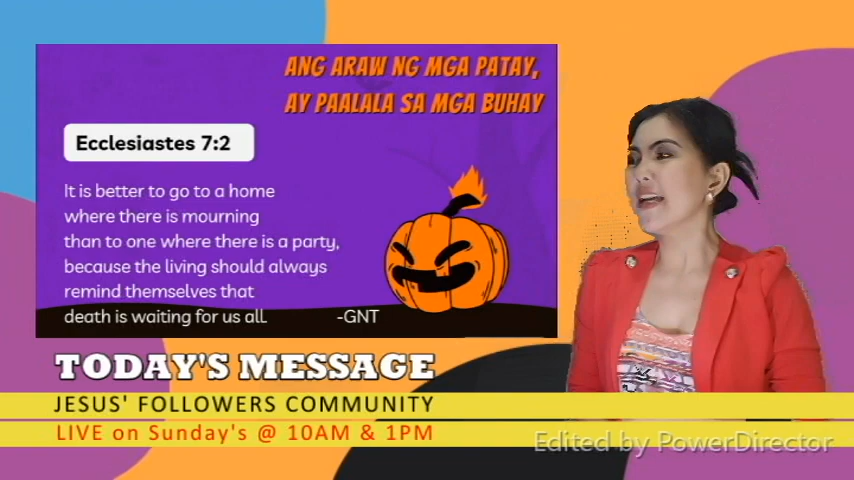 ANG ARAW NG MGA PATAY,
AY PAALALA SA MGA BUHAY
Ecclesiastes 7:2
It is better to go to a home
where there is mourning
than to one where there is a party,
because the living should always
remind themselves that
death is waiting for us all. -GNT
TODAY'S MESSAGE
JESUS' FOLLOWERS COMMUNITY
LIVE on Sunday's @ 10AM & 1PM
Edited by PowerDirector